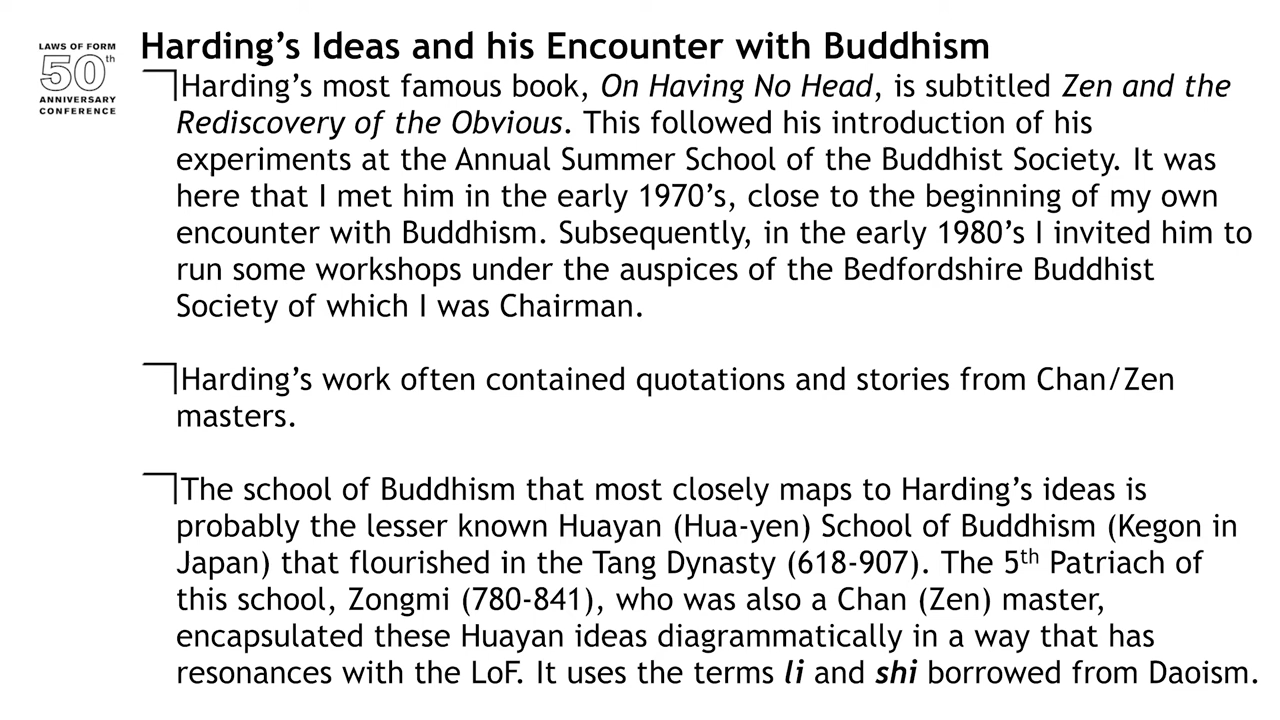 LAWS OF FORM
50th
ANNIVERSARY
CONFERENCE
Harding’s Ideas and his Encounter with Buddhism
Harding’s most famous book, On Having No Head, is subtitled Zen and the
Rediscovery of the Obvious. This followed his introduction of his
experiments at the Annual Summer School of the Buddhist Society. It was
here that I met him in the early 1970’s, close to the beginning of my own
encounter with Buddhism. Subsequently, in the early 1980’s I invited him to
run some workshops under the auspices of the Bedfordshire Buddhist
Society of which I was Chairman.
Harding’s work often contained quotations and stories from Chan/Zen
masters.
The school of Buddhism that most closely maps to Harding’s ideas is
probably the lesser known Huayan (Hua-yen) School of Buddhism (Kegon in
Japan) that flourished in the Tang Dynasty (618-907). The 5th Patriach of
this school, Zongmi (780-841), who was also a Chan (Zen) master,
encapsulated these Huayan ideas diagrammatically in a way that has
resonances with the LoF. It uses the terms li and shi borrowed from Daoism.